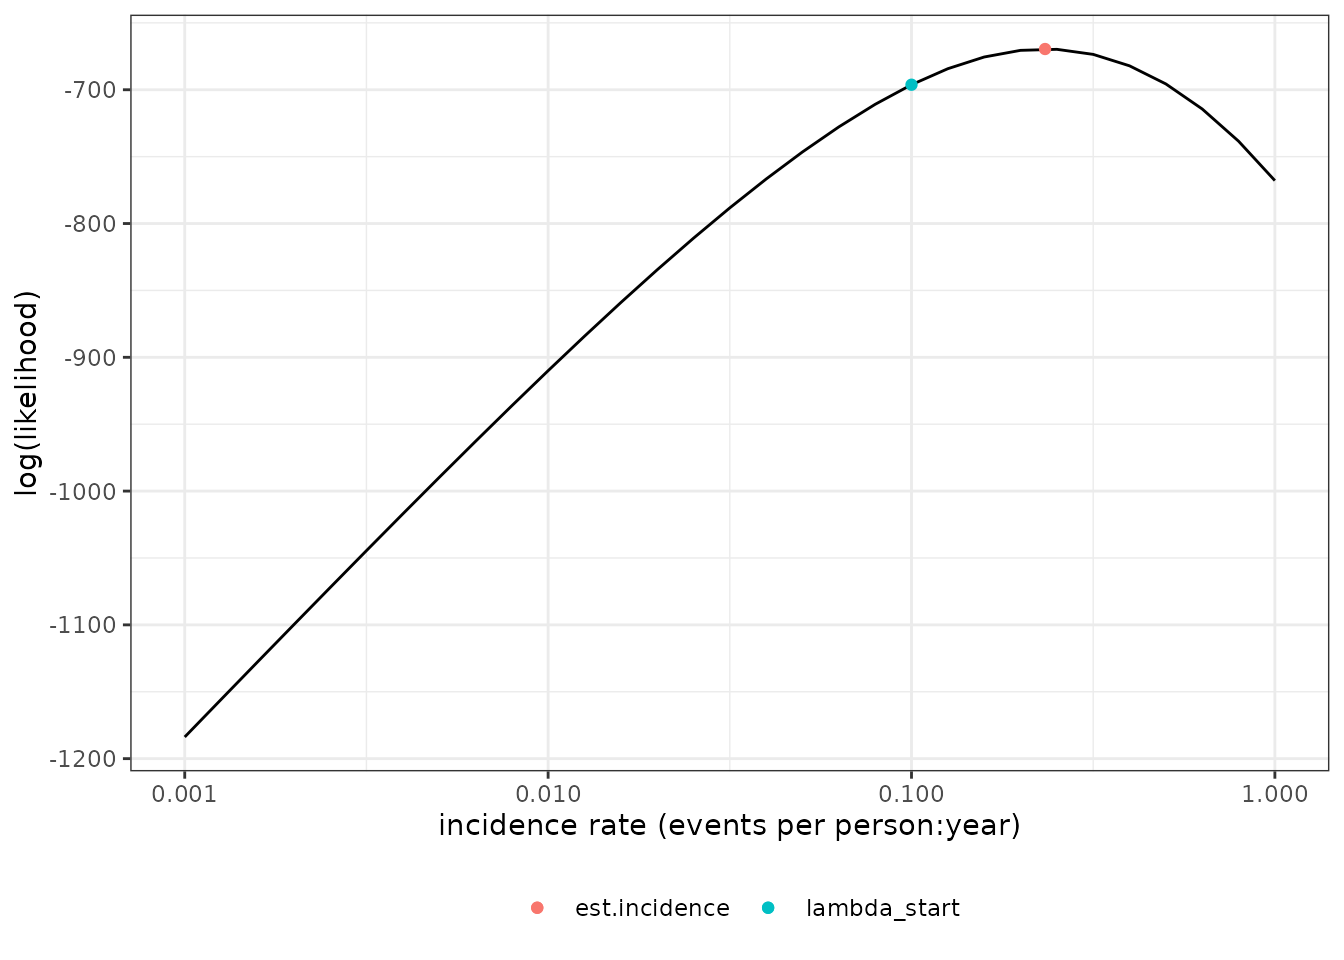 log(likelihood)
-700
-800
-900
-1000
-1100
-1200
0.001 0.010 0.100 1.000
incidence rate (events per person:year)
est.incidence lambda_start